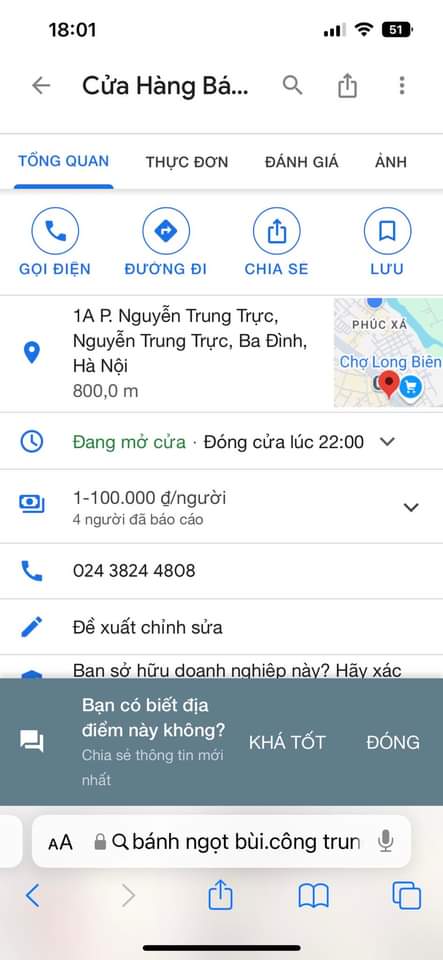 18:01
51
Cửa Hàng Bá...
TỔNG QUAN
THỰC ĐƠN
ĐÁNH GIÁ
ẢNH
GỌI ĐIỆN
ĐƯỜNG ĐI
CHIA SẺ
LƯU
1A P. Nguyễn Trung Trực,
Nguyễn Trung Trực, Ba Đình,
Hà Nội
800,0 m
PHÚC XÁ
Chợ Long Biên
Đang mở cửa · Đóng cửa lúc 22:00
1-100.000 ₫/người
4 người đã báo cáo
024 3824 4808
Đề xuất chỉnh sửa
Bạn sở hữu doanh nghiệp này? Hãy xác
Bạn có biết địa
điểm này không?
Chia sẻ thông tin mới
nhất
KHÁ TỐT
ĐÓNG
AA
bánh ngọt bùi.công trun